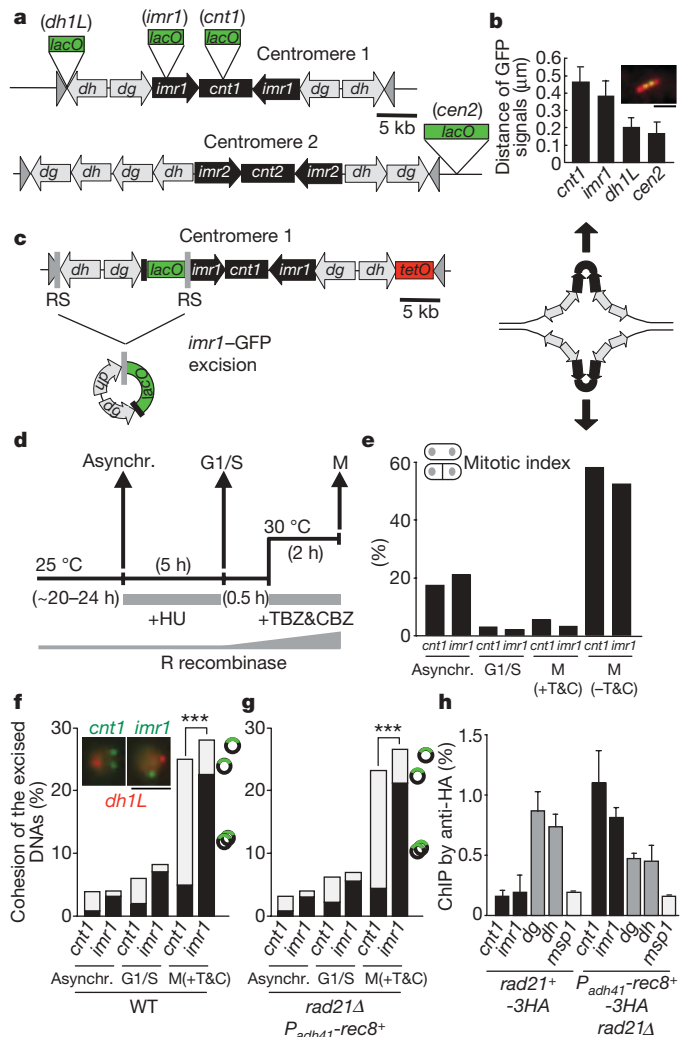 a
(dh1L)
(imr1)
(cnt1)
lacO
lacO
lacO
Centromere 1
dh
dg
imr1
cnt1
imr1
dg
dh
5 kb
(cen2)
lacO
Centromere 2
dg
dh
dh
dg
imr2
cnt2
imr2
dg
dh
b
Distance of GFP
signals (µm)
0.6
0.5
0.4
0.3
0.2
0.1
0
cnt1
imr1
dh1L
cen2
c
Centromere 1
dh
dg
lacO
imr1
cnt1
imr1
dg
dh
tetO
RS
RS
5 kb
imr1–GFP
excision
dh
dg
lacO
d
Asynchr.
G1/S
M
30 °C
25 °C
(5 h)
(2 h)
(~20–24 h)
(0.5 h)
+HU
+TBZ&CBZ
R recombinase
e
Mitotic index
60
40
20
0
(%)
cnt1 imr1
cnt1 imr1
cnt1 imr1
cnt1 imr1
Asynchr.
G1/S
M
(+T&C)
M
(–T&C)
f
Cohesion of the excised
DNAs (%)
30
20
10
0
cnt1
imr1
dh1L
***
cnt1
imr1
cnt1
imr1
cnt1
imr1
Asynchr.
G1/S
M(+T&C)
WT
g
30
20
10
0
***
cnt1
imr1
cnt1
imr1
cnt1
imr1
Asynchr.
G1/S
M(+T&C)
rad21Δ
Padh41-rec8+
h
ChIP by anti-HA (%)
1.5
1.0
0.5
0
cnt1
imr1
dg
dh
msp1
cnt1
imr1
dg
dh
msp1
rad21+
-3HA
Padh41-rec8+
-3HA
rad21Δ